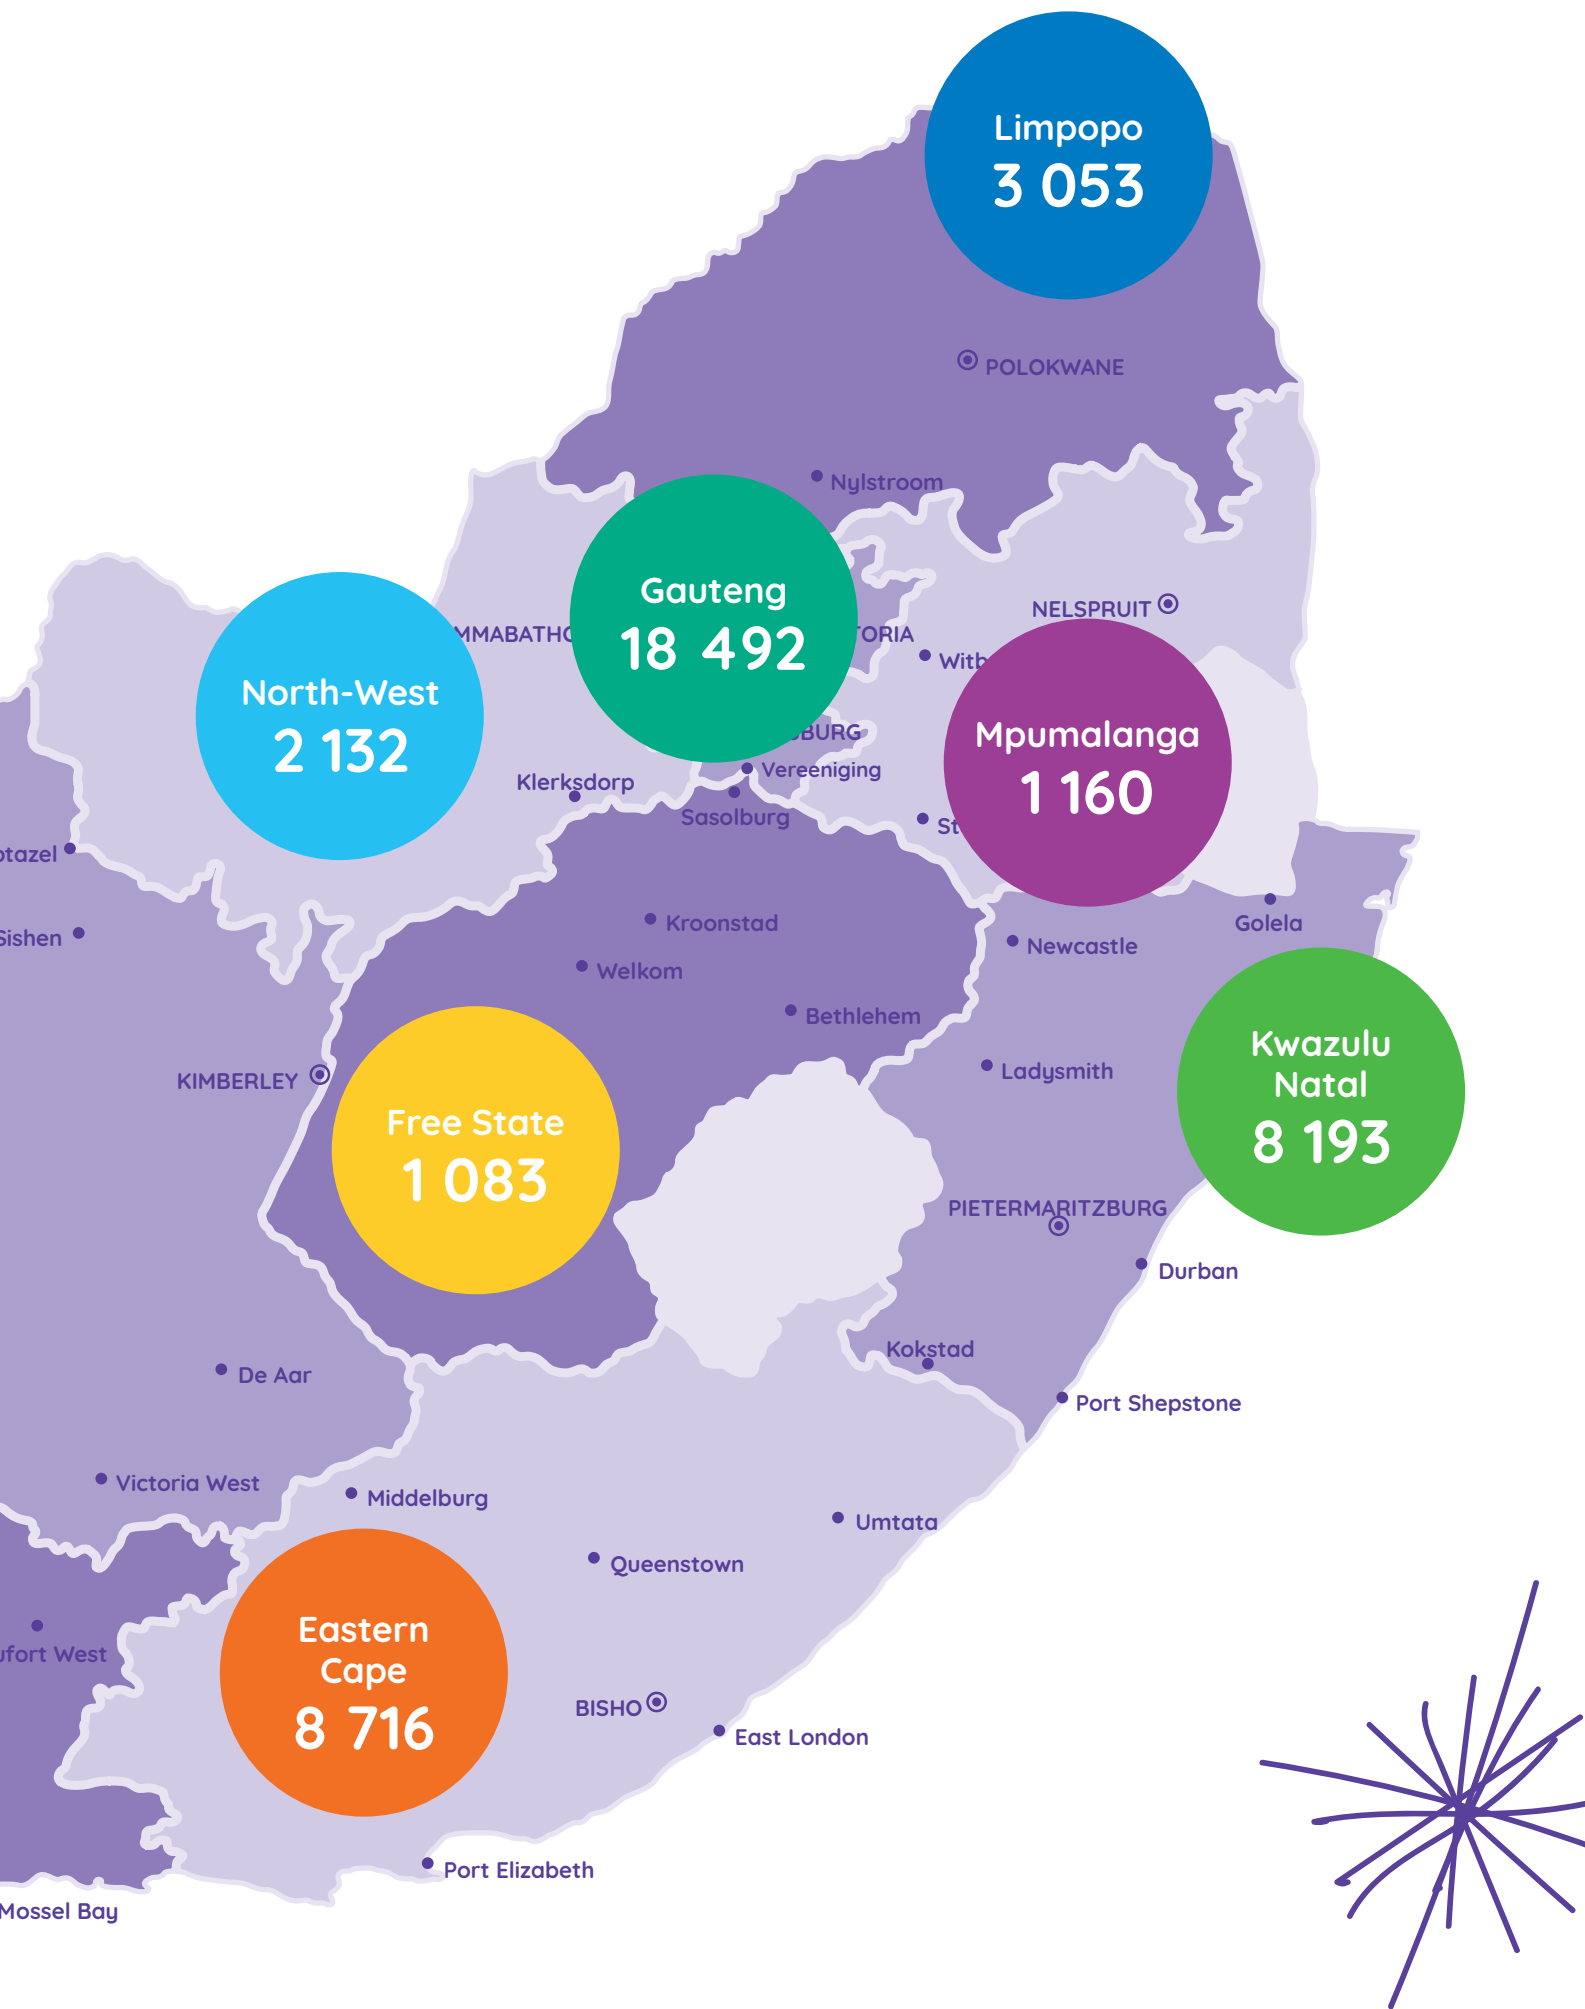 Limpopo
3 053
POLOKWANE
Nylstroom
Gauteng
18 492
NELSPRUIT
North-West
2 132
Mpumalanga
1 160
Klerksdorp
Vereeniging
Sasolburg
Kroonstad
Golela
Sishen
Newcastle
Welkom
Bethlehem
Kwazulu
Natal
8 193
Ladysmith
KIMBERLEY
Free State
1 083
PIETERMARITZBURG
Durban
Kokstad
De Aar
Port Shepstone
Victoria West
Middelburg
Umtata
Queenstown
Eastern
Cape
8 716
West
BISHO
East London
Port Elizabeth
Mossel Bay